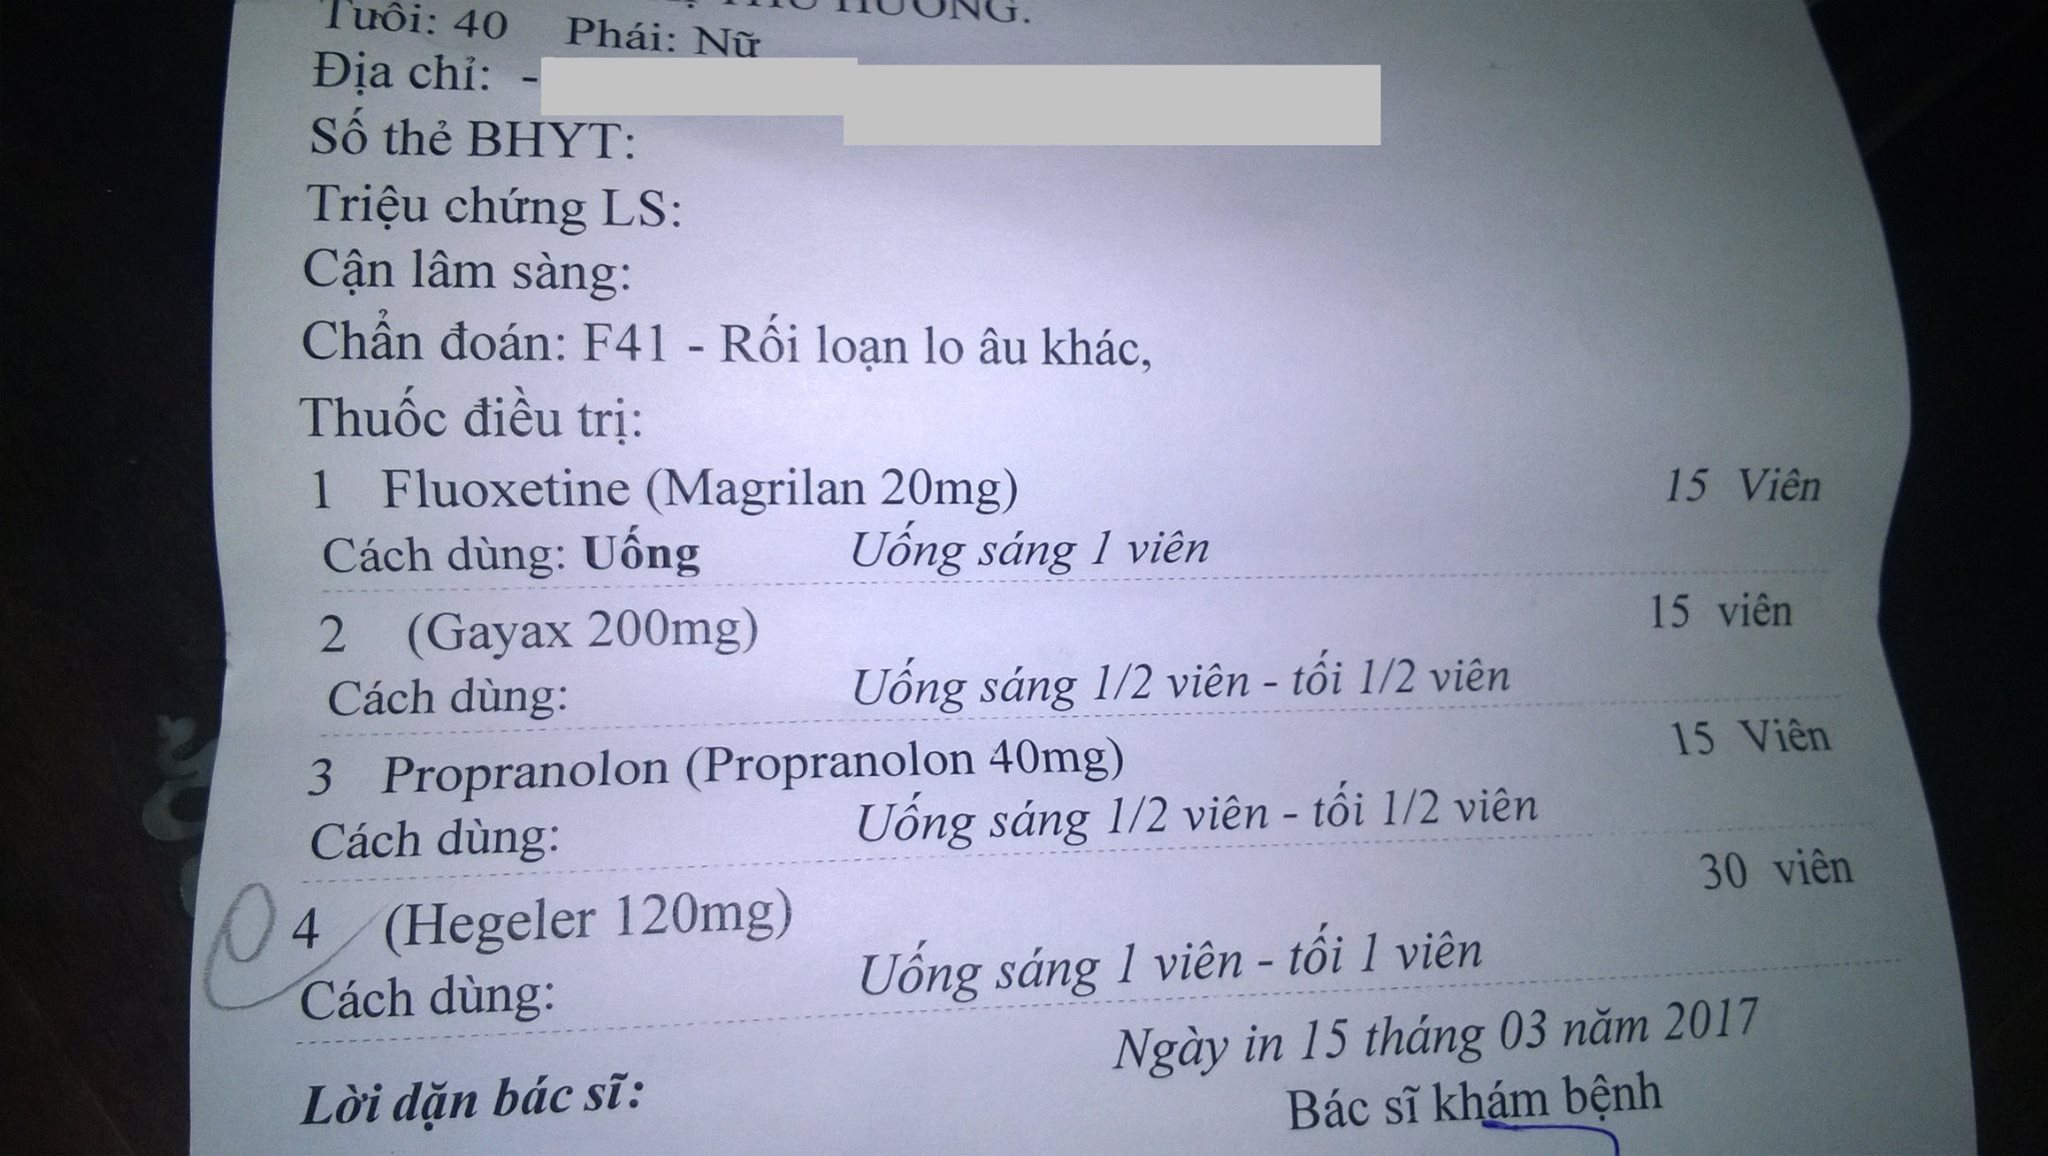 HƯƠNG.
Tuổi: 40 Phái: Nữ
Địa chỉ: -
Số thẻ BHYT:
Triệu chứng LS:
Cận lâm sàng:
Chẩn đoán: F41 - Rối loạn lo âu khác,
Thuốc điều trị:
1 Fluoxetine (Magrilan 20mg) 15 Viên
Cách dùng: Uống Uống sáng 1 viên
2 (Gayax 200mg) 15 viên
Cách dùng: Uống sáng 1/2 viên - tối 1/2 viên
3 Propranolon (Propranolon 40mg) 15 Viên
Cách dùng: Uống sáng 1/2 viên - tối 1/2 viên
4 (Hegeler 120mg) 30 viên
Cách dùng: Uống sáng 1 viên - tối 1 viên
Ngày in 15 tháng 03 năm 2017
Lời dặn bác sĩ: Bác sĩ khám bệnh